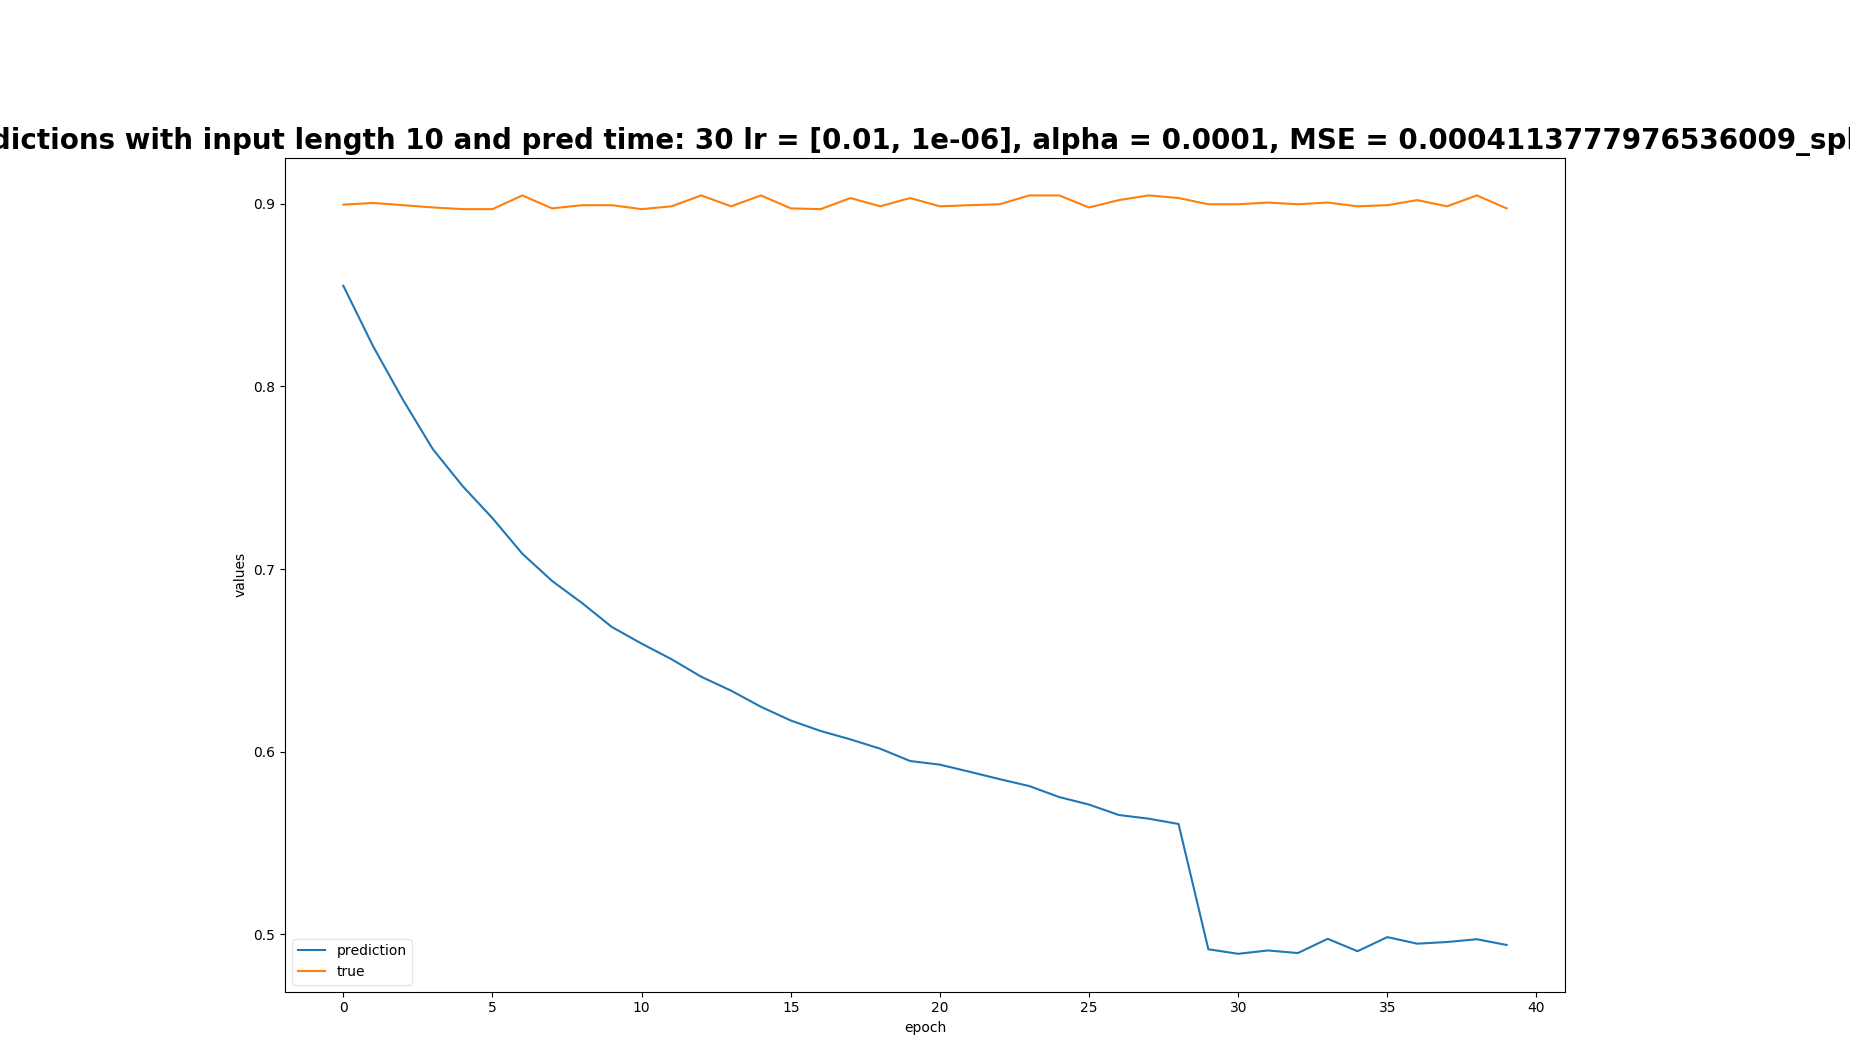 dictions with input length 10 and pred time: 30 lr = [0.01, 1e-06], alpha = 0.0001, MSE = 0.0004113777976536009_spl
0.9
0.8
0.7
0.6
0.5
values
prediction
true
0 5 10 15 20 25 30 35 40
epoch